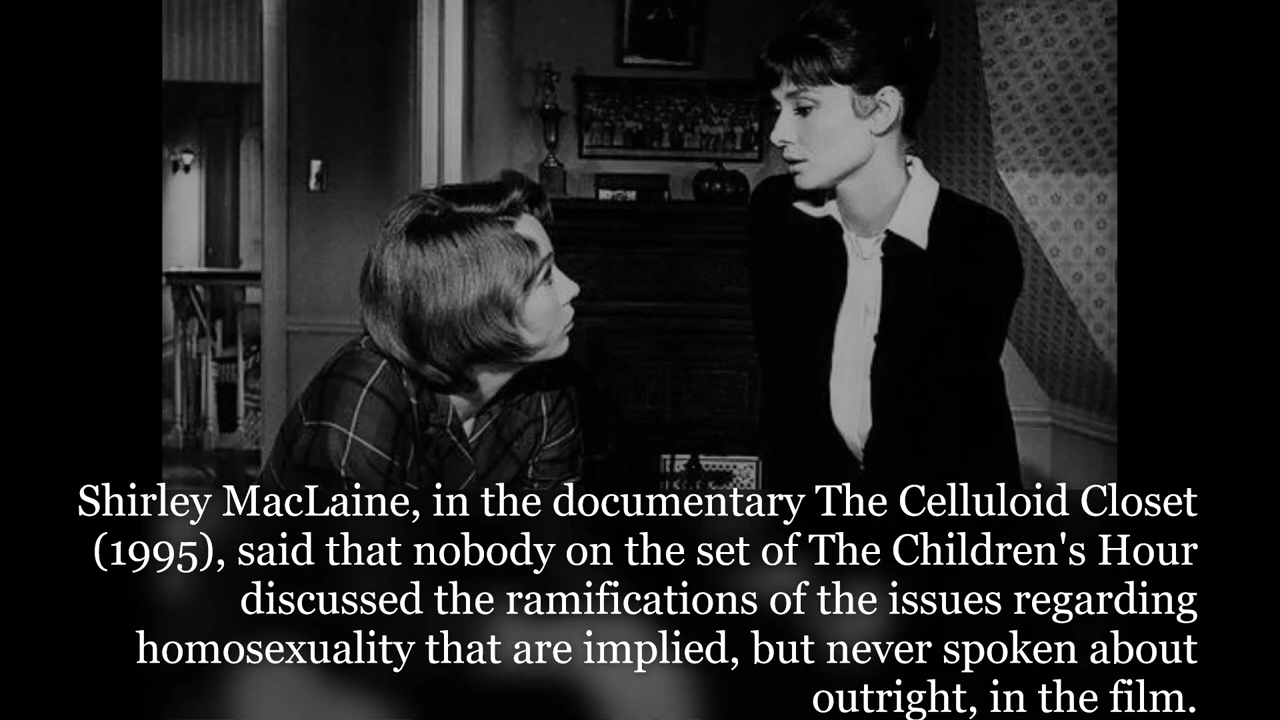 Shirley MacLaine, in the documentary The Celluloid Closet
(1995), said that nobody on the set of The Children's Hour
discussed the ramifications of the issues regarding
homosexuality that are implied, but never spoken about
outright, in the film.